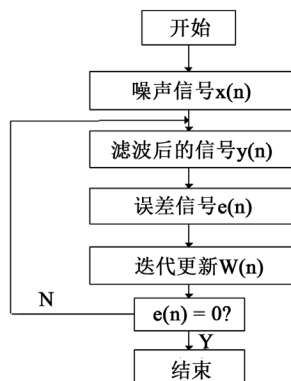 开始
噪声信号x(n)
滤波后的信号y(n)
误差信号e(n)
迭代更新W(n)
N
e(n) = 0?
Y
结束